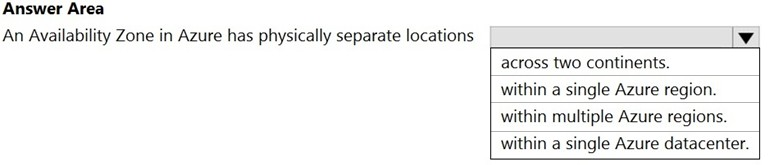 Answer Area
An Availability Zone in Azure has physically separate locations
across two continents.
within a single Azure region.
within multiple Azure regions.
within a single Azure datacenter.